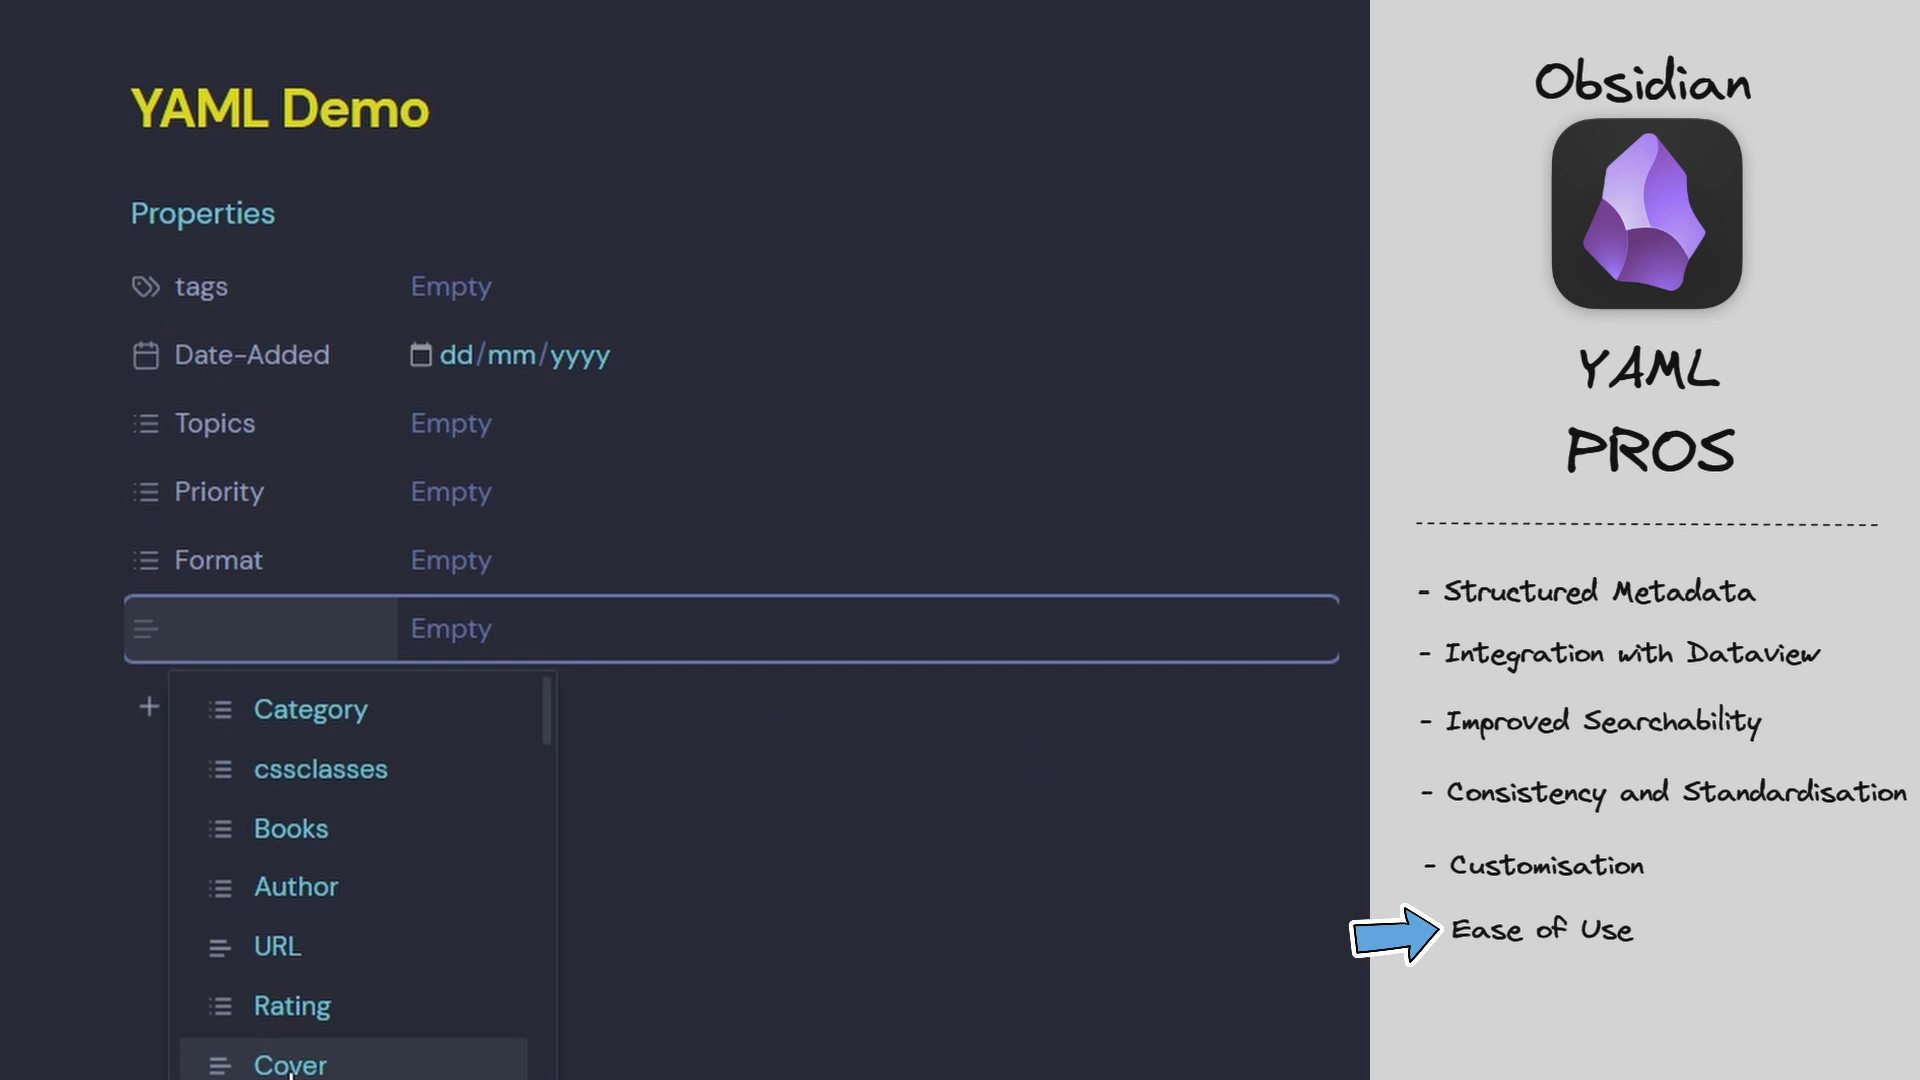 YAML Demo
Properties
tags Empty
Date-Added dd/mm/yyyy
Topics Empty
Priority Empty
Format Empty
Empty
Category
cssclasses
Books
Author
URL
Rating
Cover
Obsidian
YAML
PROS
- Structured Metadata
- Integration with Dataview
- Improved Searchability
- Consistency and Standardisation
- Customisation
Ease of Use